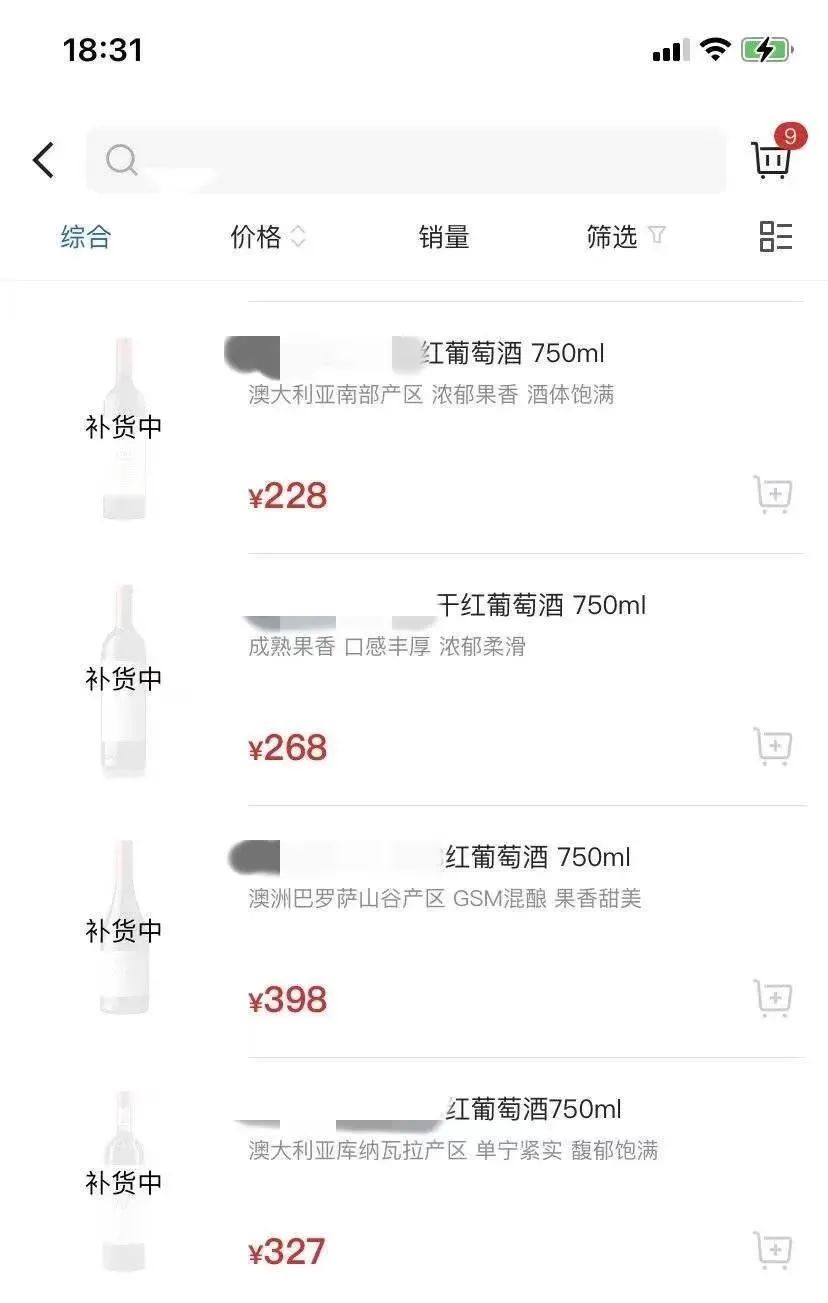 18:31
9
综合 价格 销量 筛选
红葡萄酒 750ml
澳大利亚南部产区 浓郁果香 酒体饱满
补货中
¥228
干红葡萄酒 750ml
成熟果香 口感丰厚 浓郁柔滑
补货中
¥268
红葡萄酒 750ml
澳洲巴罗萨山谷产区 GSM混酿 果香甜美
补货中
¥398
红葡萄酒750ml
澳大利亚库纳瓦拉产区 单宁紧实 馥郁饱满
补货中
¥327